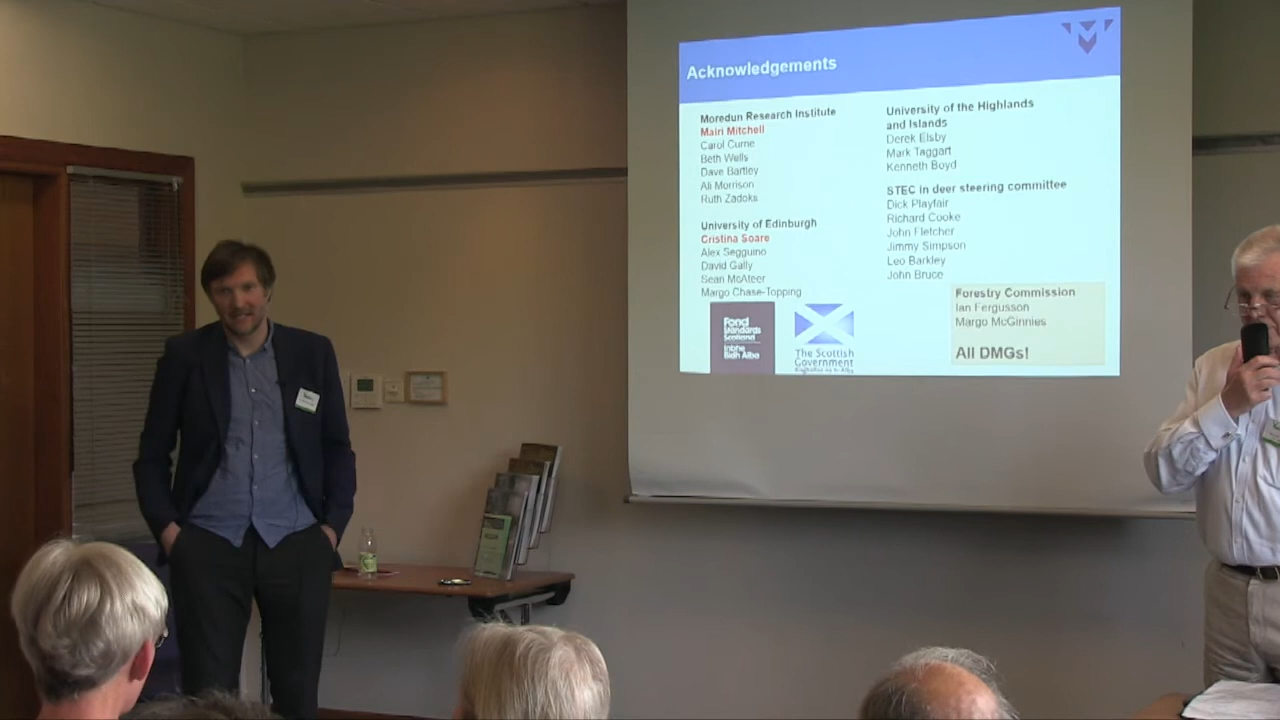 Acknowledgements
Moredun Research Institute
Mairi Mitchell
Carol Currie
Beth Wells
Dave Bartley
Ali Morrison
Ruth Zadoks
University of Edinburgh
Cristina Soare
Alex Seguino
David Gally
Sean McAteer
Margo Chase-Topping
University of the Highlands
and Islands
Derek Elsby
Mark Taggart
Kenneth Boyd
STEC in deer steering committee
Dick Playfair
Richard Cooke
John Fletcher
Jimmy Simpson
Leo Barkley
John Bruce
Forestry Commission
Ian Fergusson
Margo McGinnies
All DMGs!
Food
Standards
Scotland
Inbhe
Bidh Alba
The Scottish
Government